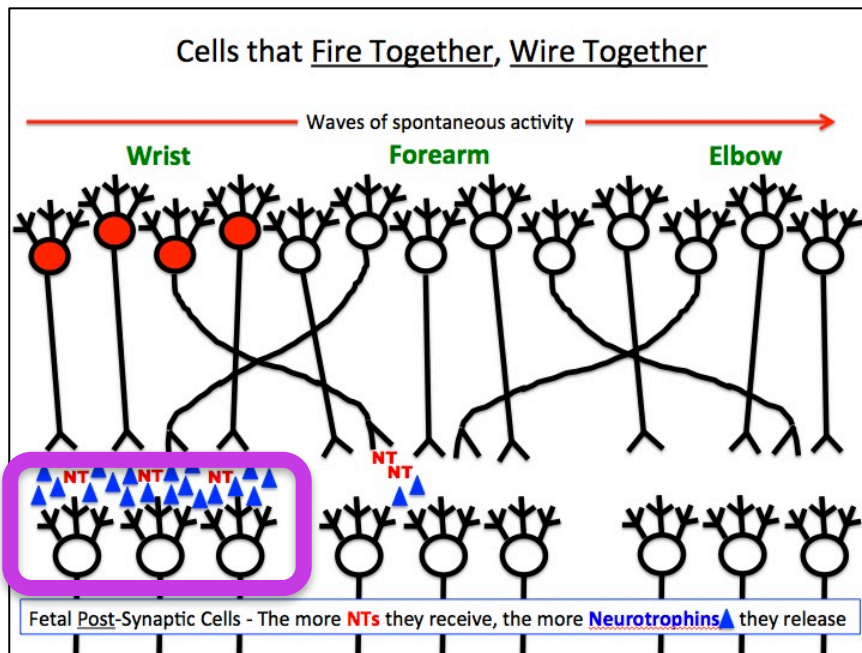 Cells that Fire Together, Wire Together
Waves of spontaneous activity
Wrist Forearm Elbow
NT NT NT NT
NT
Fetal Post-Synaptic Cells - The more NTs they receive, the more Neurotrophins they release